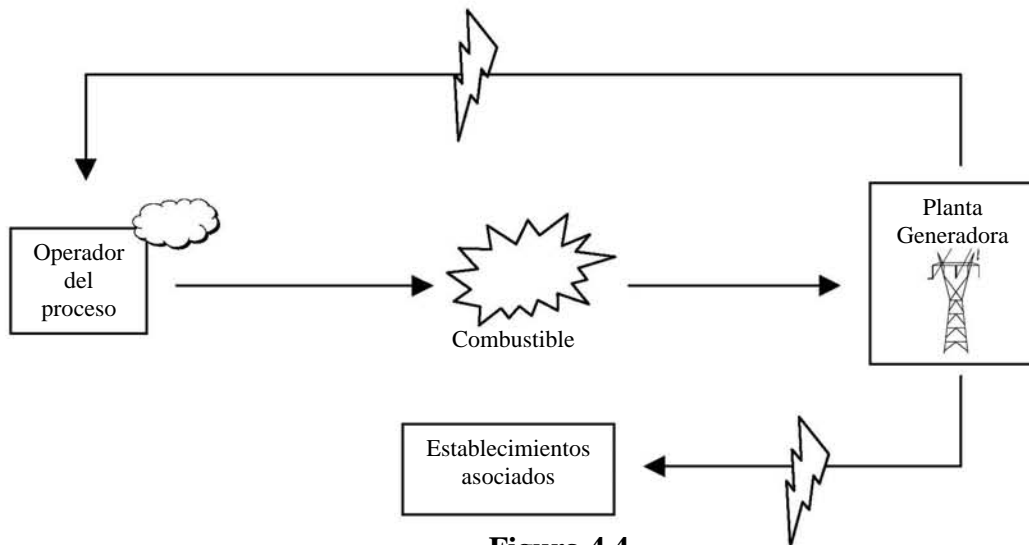 Planta
Generadora
Operador
del
proceso
Combustible
Establecimientos
asociados
Figura 4.4